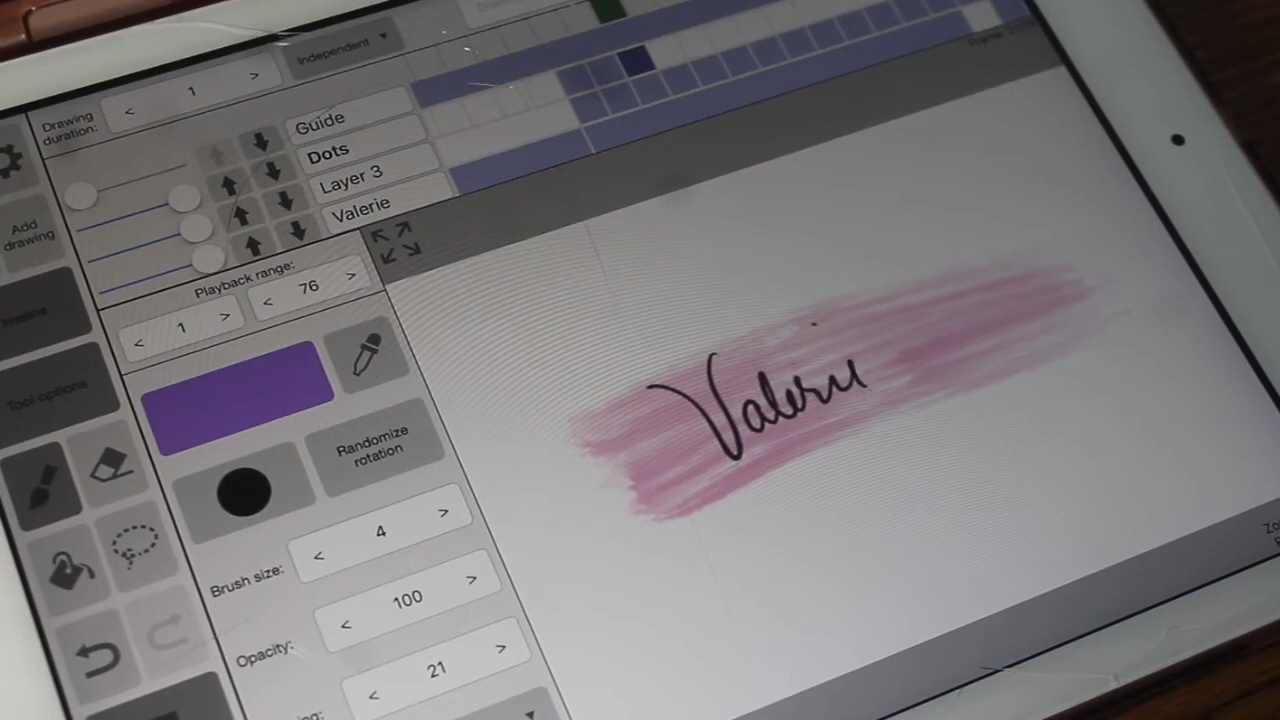 Independent
Drawing
duration:
< 1 >
Guide
Dots
Layer 3
Valerie
Add
drawing
Playback range:
< 1 >
< 76 >
Tool options
Randomize
rotation
Brush size:
< 4 >
Opacity:
< 100 >
< 21 >
Valerie